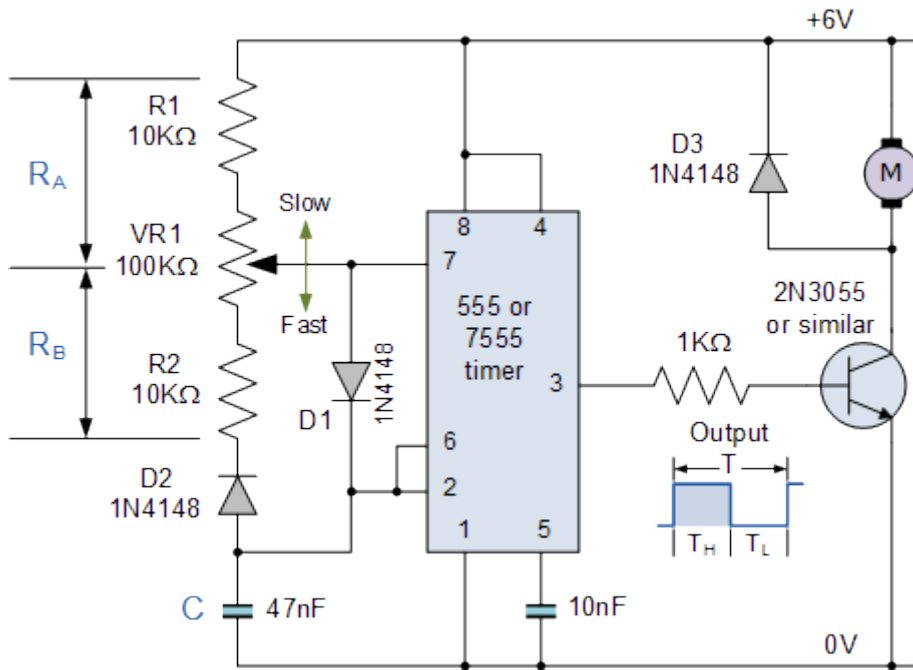 +6V
R1
10KΩ
RA
Slow
VR1
100KΩ
Fast
RB
R2
10KΩ
D1
1N4148
D2
1N4148
C
47nF
8
4
7
555 or
7555
timer
3
6
2
1
5
10nF
D3
1N4148
M
2N3055
or similar
1KΩ
Output
T
TH
TL
0V